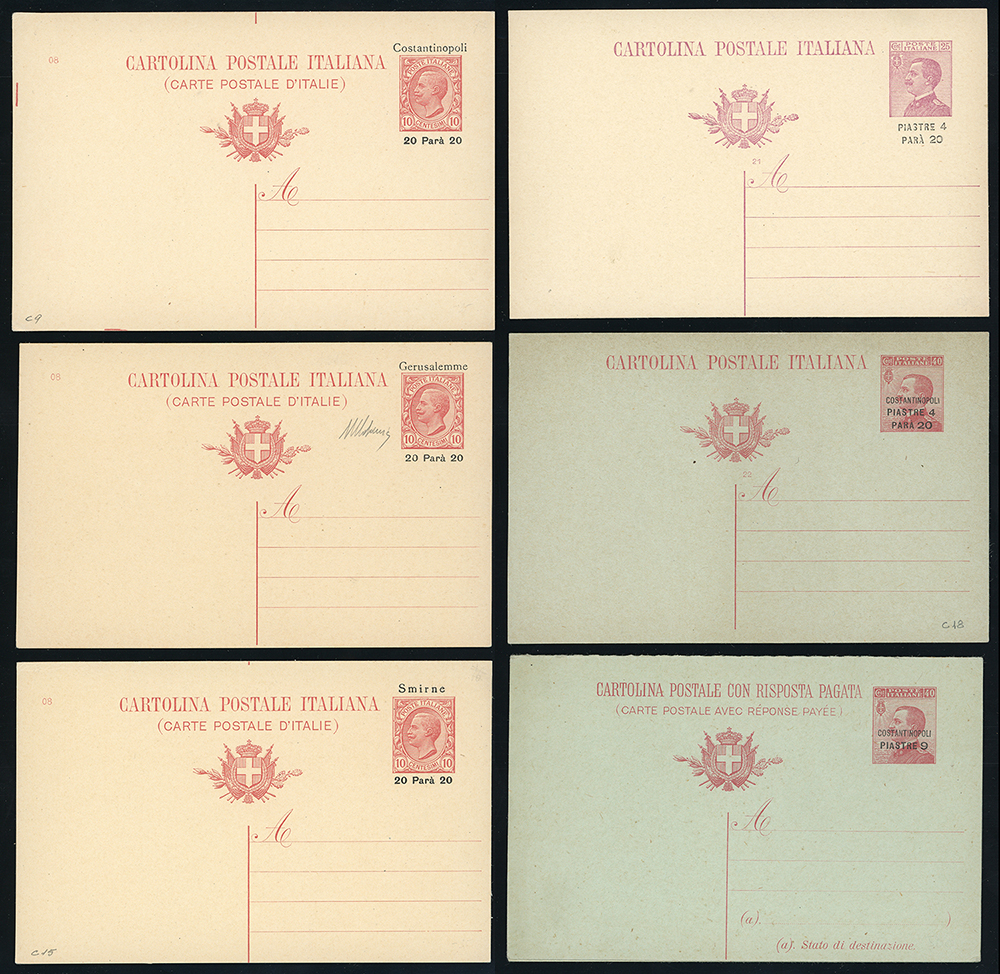 08
CARTOLINA POSTALE ITALIANA
(CARTE POSTALE D'ITALIE)
Costantinopoli
POSTE ITALIANE
10 CENTESIMI 10
20 Parà 20
A
C9
08
CARTOLINA POSTALE ITALIANA
(CARTE POSTALE D'ITALIE)
Gerusalemme
POSTE ITALIANE
10 CENTESIMI 10
20 Parà 20
A
08
CARTOLINA POSTALE ITALIANA
(CARTE POSTALE D'ITALIE)
Smirne
POSTE ITALIANE
10 CENTESIMI 10
20 Parà 20
A
C15
CARTOLINA POSTALE ITALIANA
25
PIASTRE 4
PARÀ 20
21
A
CARTOLINA POSTALE ITALIANA
40
COSTANTINOPOLI
PIASTRE 4
PARÀ 20
22
A
C18
CARTOLINA POSTALE CON RISPOSTA PAGATA
(CARTE POSTALE AVEC RÉPONSE PAYÉE)
40
COSTANTINOPOLI
PIASTRE 9
A
(a). )
(a). Stato di destinazione.